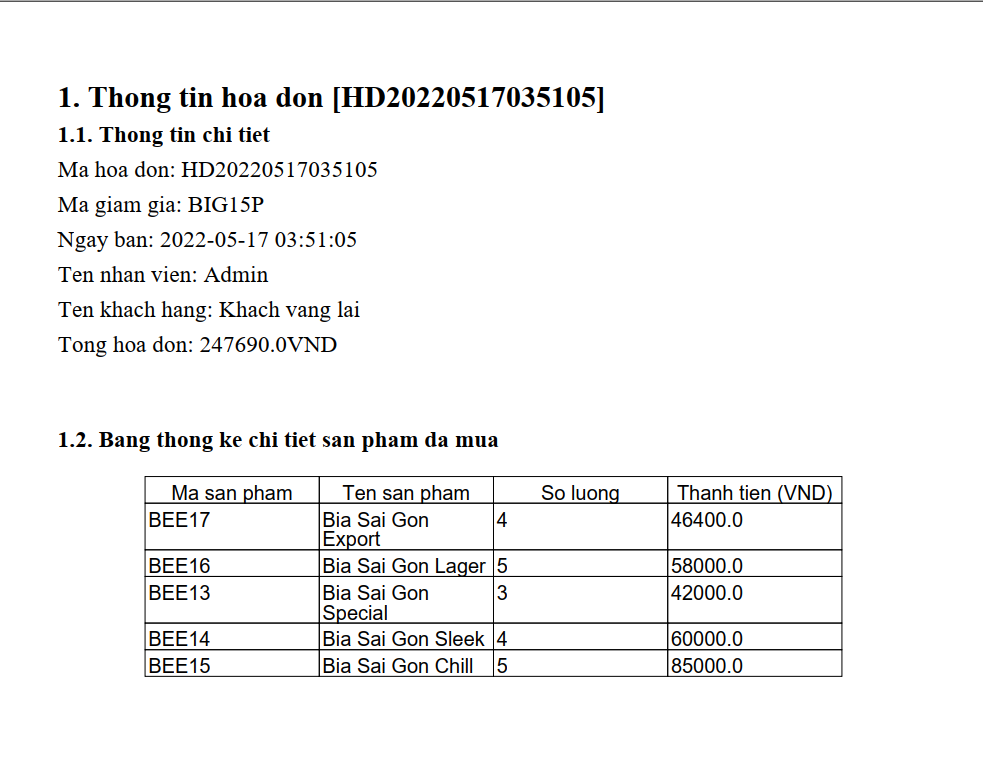 1. Thong tin hoa don [HD20220517035105]
1.1. Thong tin chi tiet
Ma hoa don: HD20220517035105
Ma giam gia: BIG15P
Ngay ban: 2022-05-17 03:51:05
Ten nhan vien: Admin
Ten khach hang: Khach vang lai
Tong hoa don: 247690.0VND
1.2. Bang thong ke chi tiet san pham da mua
Ma san pham Ten san pham So luong Thanh tien (VND)
BEE17 Bia Sai Gon 4 46400.0
Export
BEE16 Bia Sai Gon Lager 5 58000.0
BEE13 Bia Sai Gon 3 42000.0
Special
BEE14 Bia Sai Gon Sleek 4 60000.0
BEE15 Bia Sai Gon Chill 5 85000.0